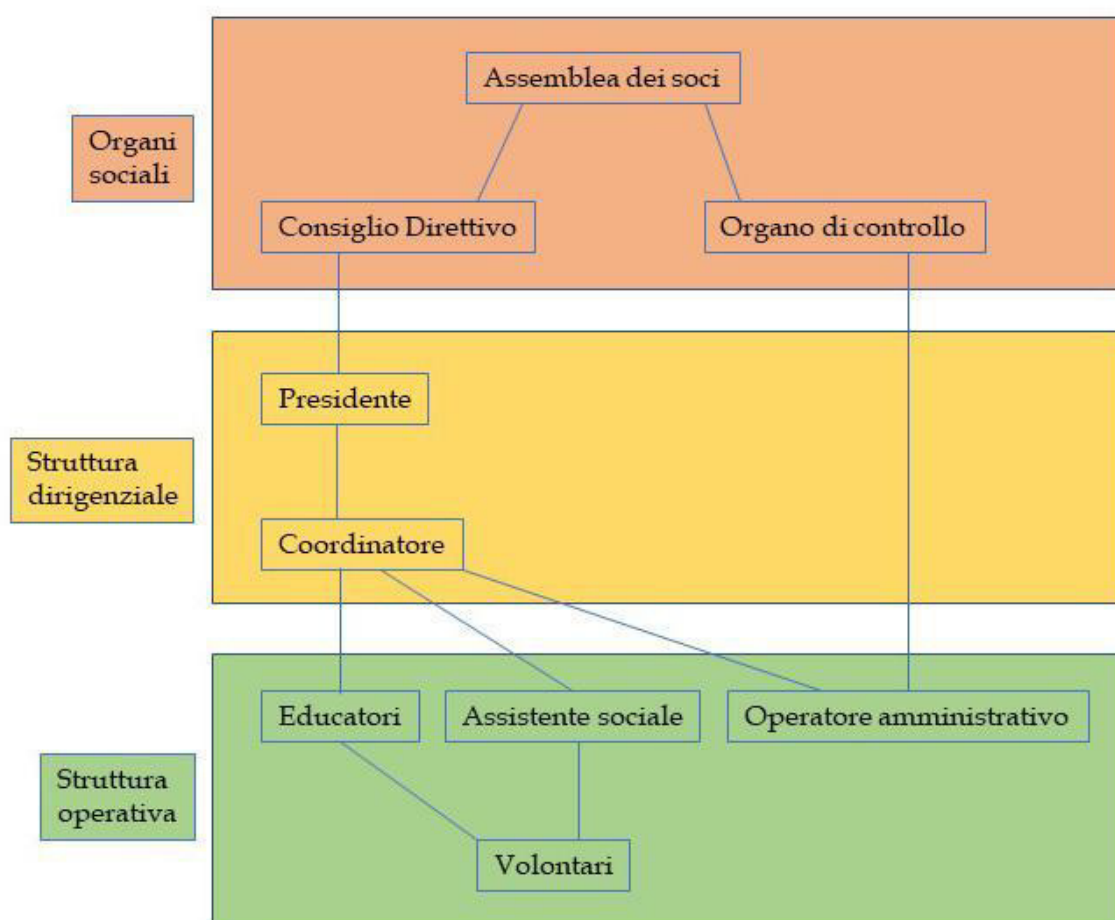 Assemblea dei soci
Organi
sociali
Consiglio Direttivo
Organo di controllo
Presidente
Struttura
dirigenziale
Coordinatore
Educatori
Assistente sociale
Operatore amministrativo
Struttura
operativa
Volontari